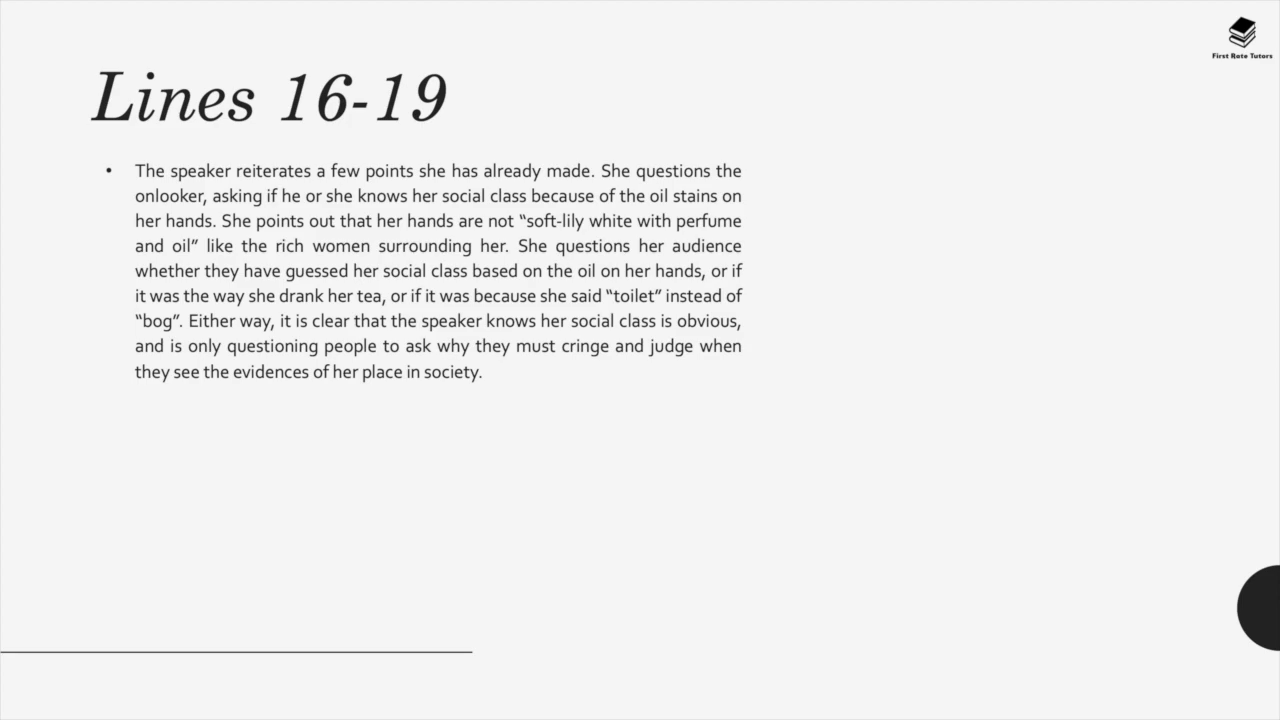 First Rate Tutors
Lines 16-19
• The speaker reiterates a few points she has already made. She questions the
onlooker, asking if he or she knows her social class because of the oil stains on
her hands. She points out that her hands are not “soft-lily white with perfume
and oil” like the rich women surrounding her. She questions her audience
whether they have guessed her social class based on the oil on her hands, or if
it was the way she drank her tea, or if it was because she said “toilet” instead of
“bog”. Either way, it is clear that the speaker knows her social class is obvious,
and is only questioning people to ask why they must cringe and judge when
they see the evidences of her place in society.